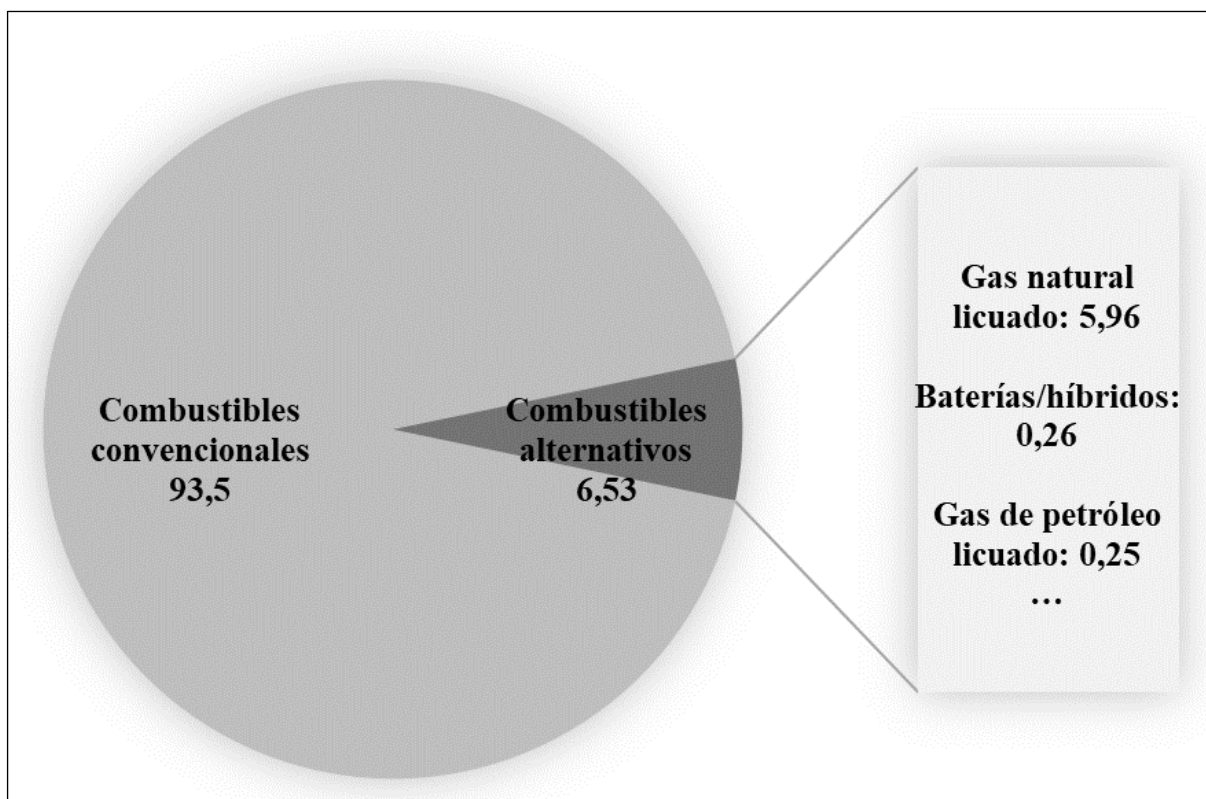 Combustibles
convencionales
93,5
Combustibles
alternativos
6,53
Gas natural
licuado: 5,96
Baterías/híbridos:
0,26
Gas de petróleo
licuado: 0,25
…